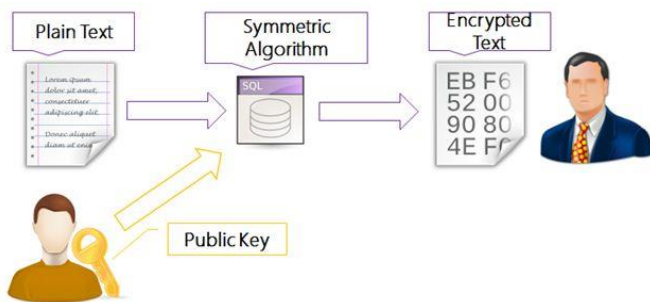 Plain Text
Symmetric
Algorithm
Encrypted
Text
Lorem ipsum
dolor sit amet,
consectetuer
adipiscing elit
Donec aliquet
diam ut
SQL
EB F6
52 00
90 80
4E F6
Public Key